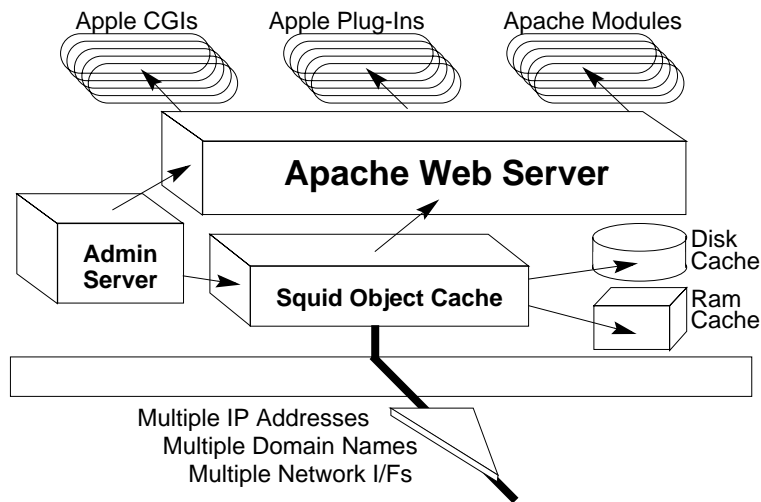 Apple CGIs
Apple Plug-Ins
Apache Modules
Apache Web Server
Admin
Server
Squid Object Cache
Disk
Cache
Ram
Cache
Multiple IP Addresses
Multiple Domain Names
Multiple Network I/Fs